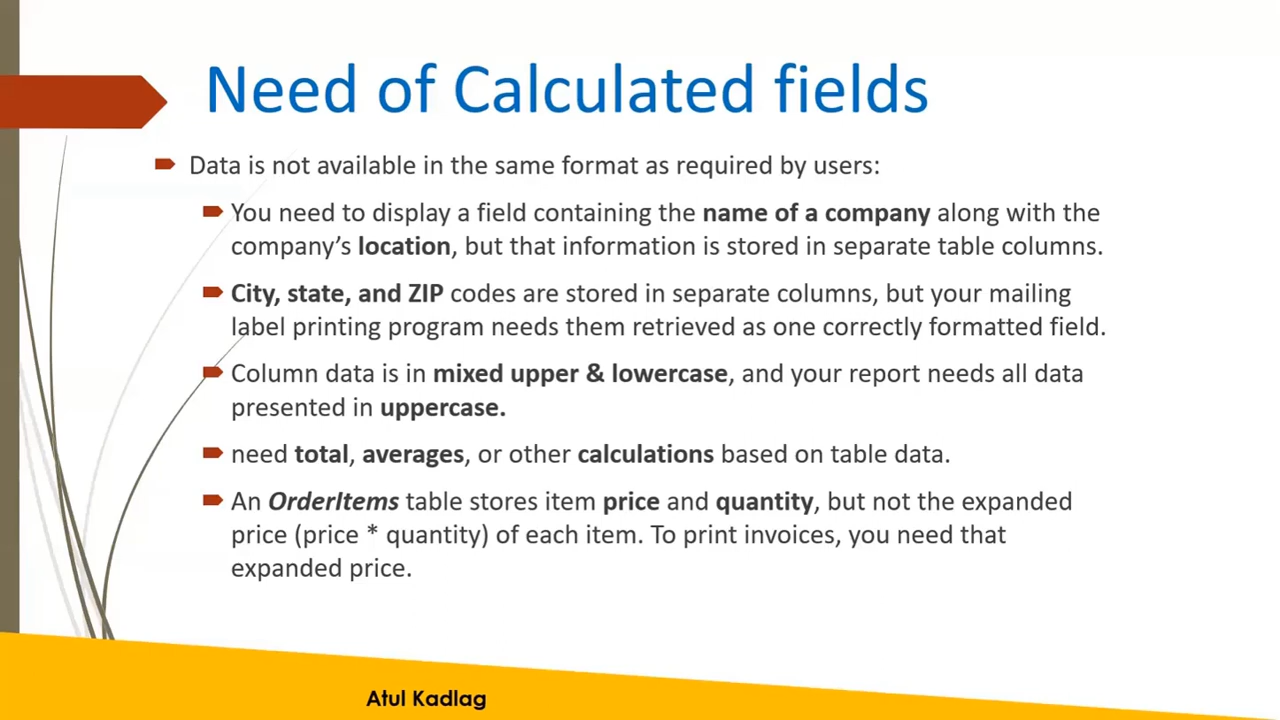 Need of Calculated fields
Data is not available in the same format as required by users:
You need to display a field containing the name of a company along with the
company’s location, but that information is stored in separate table columns.
City, state, and ZIP codes are stored in separate columns, but your mailing
label printing program needs them retrieved as one correctly formatted field.
Column data is in mixed upper & lowercase, and your report needs all data
presented in uppercase.
need total, averages, or other calculations based on table data.
An OrderItems table stores item price and quantity, but not the expanded
price (price * quantity) of each item. To print invoices, you need that
expanded price.
Atul Kadlag